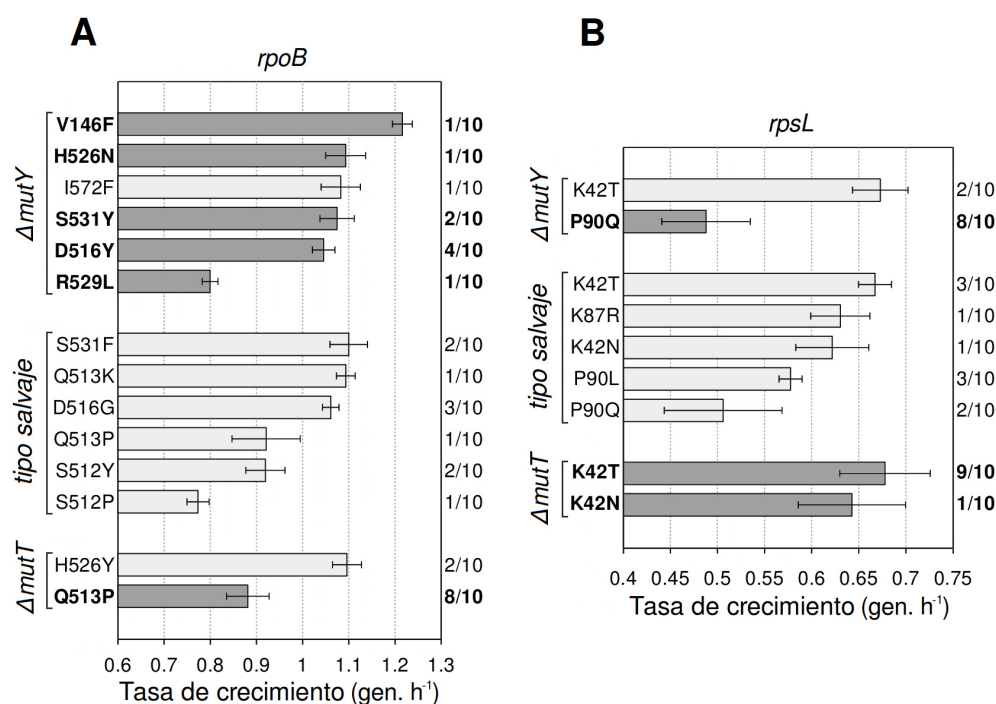 A
rpoB
ΔmutY
V146F 1/10
H526N 1/10
I572F 1/10
S531Y 2/10
D516Y 4/10
R529L 1/10
tipo salvaje
S531F 2/10
Q513K 1/10
D516G 3/10
Q513P 1/10
S512Y 2/10
S512P 1/10
ΔmutT
H526Y 2/10
Q513P 8/10
0.6 0.7 0.8 0.9 1 1.1 1.2 1.3
Tasa de crecimiento (gen. h⁻¹)
B
rpsL
ΔmutY
K42T 2/10
P90Q 8/10
tipo salvaje
K42T 3/10
K87R 1/10
K42N 1/10
P90L 3/10
P90Q 2/10
ΔmutT
K42T 9/10
K42N 1/10
0.4 0.45 0.5 0.55 0.6 0.65 0.7 0.75
Tasa de crecimiento (gen. h⁻¹)